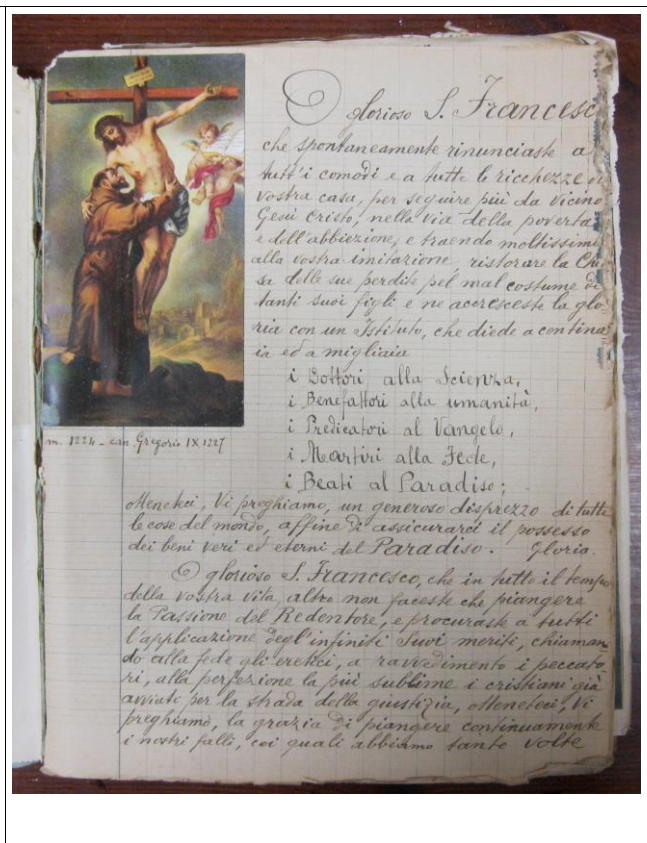 O glorioso S. Francesco
che spontaneamente rinunciaste a
tutt'i comodi e a tutte le ricchezze di
vostra casa, per seguire più da vicino
Gesù Cristo, nella via della povertà
e dell'abbiezione, e traendo moltissimi
alla vostra imitazione ristorare la Chie
sa delle sue perdite pel mal costume di
tanti suoi figli e ne accresceste la glo-
ria con un Istituto, che diede a contina
ia ed a migliaia
i Dottori alla Scienza,
i Benefattori alla umanità,
i Predicatori al Vangelo,
i Martiri alla Fede,
i Beati al Paradiso;
m. 1224 - can. Gregorio IX 1227
otteneteci, Vi preghiamo, un generoso disprezzo di tutte
le cose del mondo, affine di assicurarci il possesso
dei beni veri ed eterni del Paradiso. Gloria.
O glorioso S. Francesco, che in tutto il tempo
della vostra vita, altro non faceste che piangere
la Passione del Redentore, e procuraste a tutti
l'applicazione degl'infiniti Suoi meriti, chiaman
do alla fede gli eretici, a ravvedimento i peccato
ri, alla perfezione la più sublime i cristiani già
avviati per la strada della giustizia, otteneteci, Vi
preghiamo, la grazia di piangere continuamente
i nostri falli, coi quali abbiamo tante volte